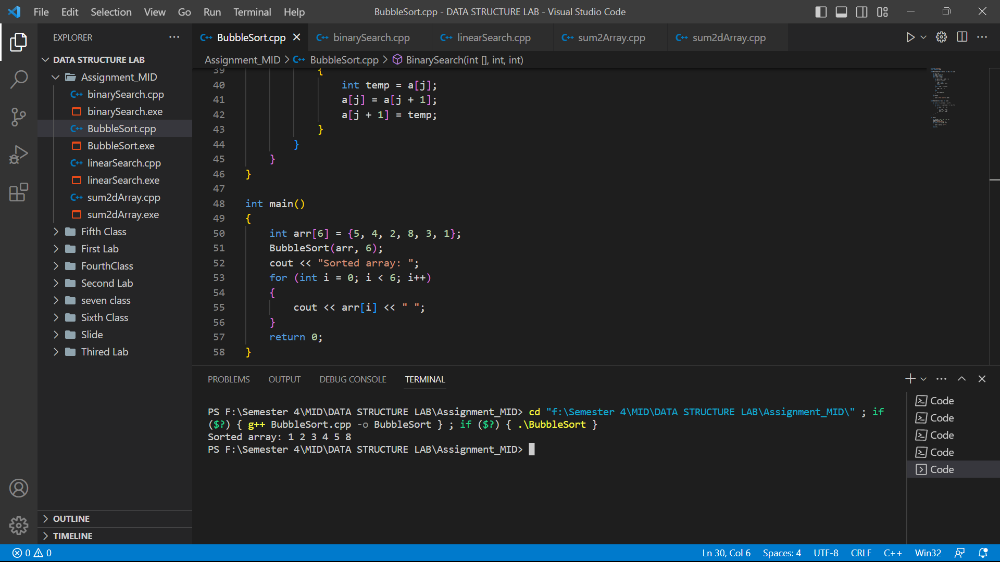 File Edit Selection View Go Run Terminal Help
BubbleSort.cpp - DATA STRUCTURE LAB - Visual Studio Code
EXPLORER
DATA STRUCTURE LAB
Assignment_MID
binarySearch.cpp
binarySearch.exe
BubbleSort.cpp
BubbleSort.exe
linearSearch.cpp
linearSearch.exe
sum2dArray.cpp
sum2dArray.exe
Fifth Class
First Lab
FourthClass
Second Lab
seven class
Sixth Class
Slide
Thired Lab
OUTLINE
TIMELINE
BubbleSort.cpp binarySearch.cpp linearSearch.cpp sum2Array.cpp sum2dArray.cpp
Assignment_MID > BubbleSort.cpp > BinarySearch(int [], int, int)
39 {
40 int temp = a[j];
41 a[j] = a[j + 1];
42 a[j + 1] = temp;
43 }
44 }
45 }
46 }
47
48 int main()
49 {
50 int arr[6] = {5, 4, 2, 8, 3, 1};
51 BubbleSort(arr, 6);
52 cout << "Sorted array: ";
53 for (int i = 0; i < 6; i++)
54 {
55 cout << arr[i] << " ";
56 }
57 return 0;
58 }
PROBLEMS OUTPUT DEBUG CONSOLE TERMINAL
PS F:\Semester 4\MID\DATA STRUCTURE LAB\Assignment_MID> cd "f:\Semester 4\MID\DATA STRUCTURE LAB\Assignment_MID\" ; if
($?) { g++ BubbleSort.cpp -o BubbleSort } ; if ($?) { .\BubbleSort }
Sorted array: 1 2 3 4 5 8
PS F:\Semester 4\MID\DATA STRUCTURE LAB\Assignment_MID>
Code
Code
Code
Code
Code
0 0
Ln 30, Col 6 Spaces: 4 UTF-8 CRLF C++ Win32